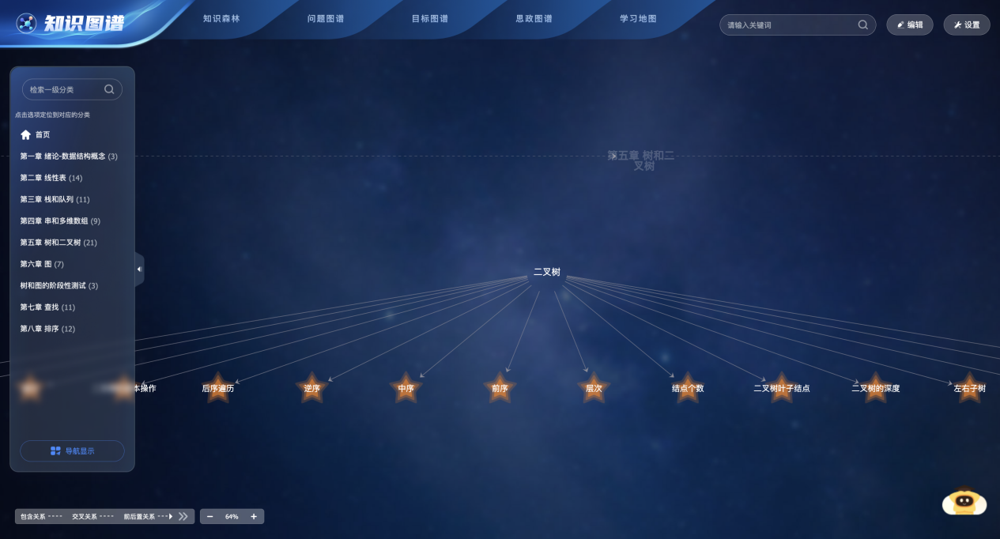 知识图谱
知识森林
问题图谱
目标图谱
思政图谱
学习地图
请输入关键词
编辑
设置
检索一级分类
点击选项定位到对应的分类
首页
第一章 绪论-数据结构概念 (3)
第二章 线性表 (14)
第三章 栈和队列 (11)
第四章 串和多维数组 (9)
第五章 树和二叉树 (21)
第六章 图 (7)
树和图的阶段性测试 (3)
第七章 查找 (11)
第八章 排序 (12)
导航显示
第五章 树和二
叉树
二叉树
本操作
后序遍历
逆序
中序
前序
层次
结点个数
二叉树叶子结点
二叉树的深度
左右子树
包含关系
交叉关系
前后置关系
64%